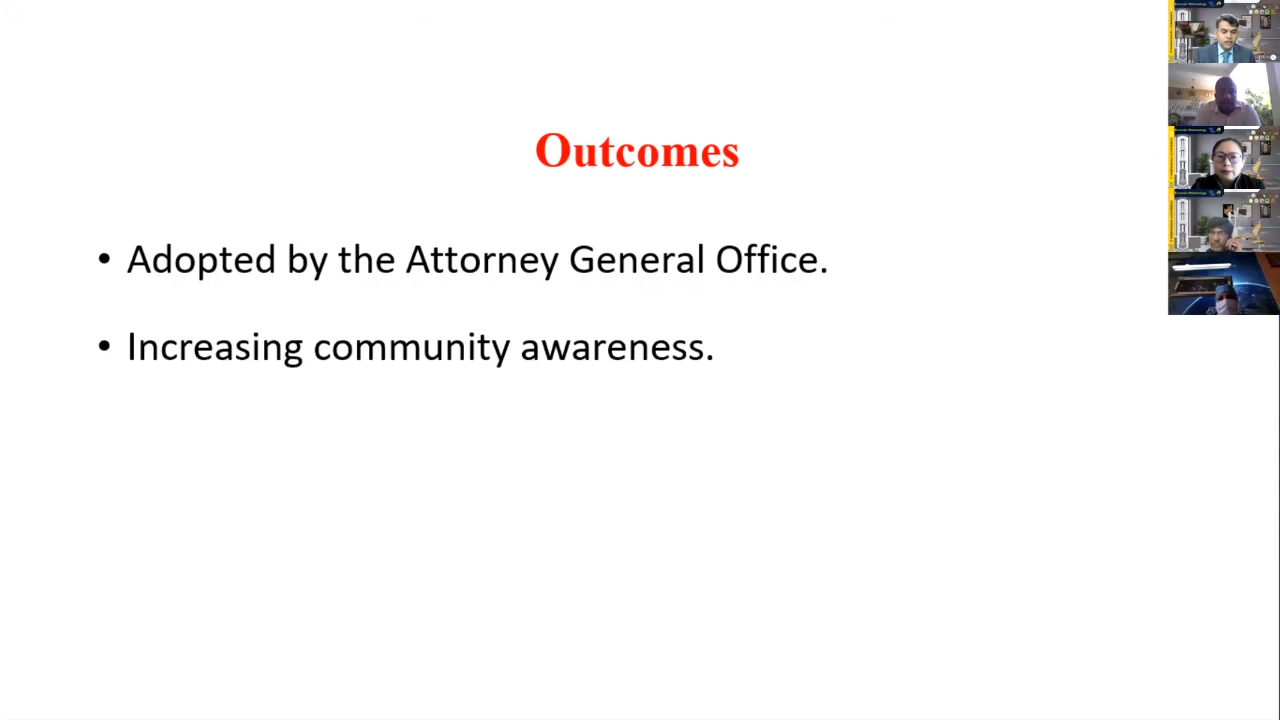 Outcomes
• Adopted by the Attorney General Office.
• Increasing community awareness.